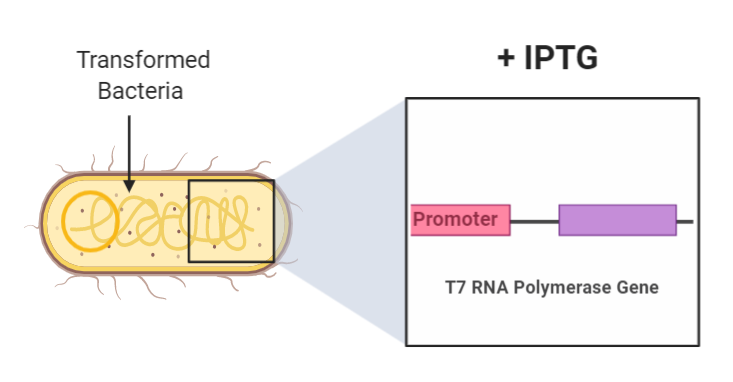 Transformed
Bacteria
+ IPTG
Promoter
T7 RNA Polymerase Gene